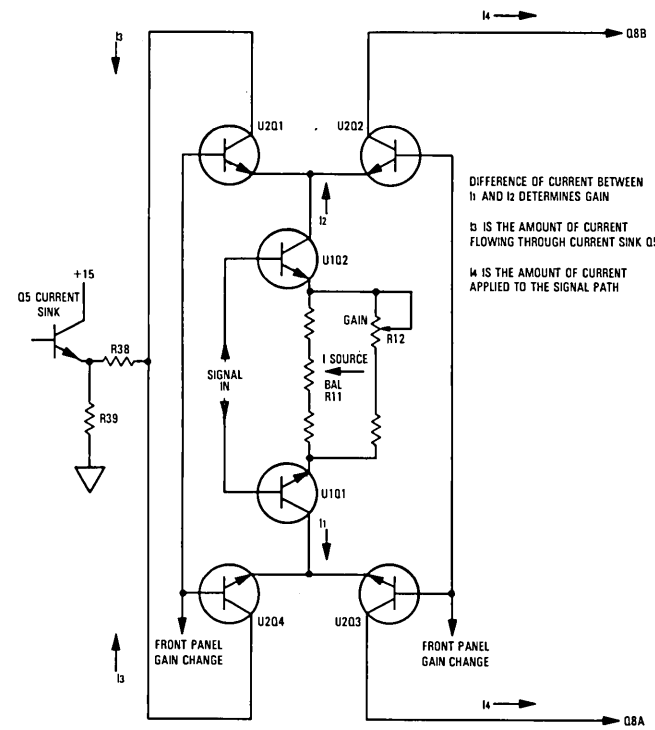 I4
Q8B
I3
U2Q1
U2Q2
DIFFERENCE OF CURRENT BETWEEN
I1 AND I2 DETERMINES GAIN
I2
I3 IS THE AMOUNT OF CURRENT
FLOWING THROUGH CURRENT SINK Q5
U1Q2
I4 IS THE AMOUNT OF CURRENT
APPLIED TO THE SIGNAL PATH
+15
Q5 CURRENT
SINK
GAIN
R12
R38
I SOURCE
SIGNAL
IN
BAL
R11
R39
U1Q1
I1
U2Q4
U2Q3
FRONT PANEL
GAIN CHANGE
FRONT PANEL
GAIN CHANGE
I3
I4
Q8A